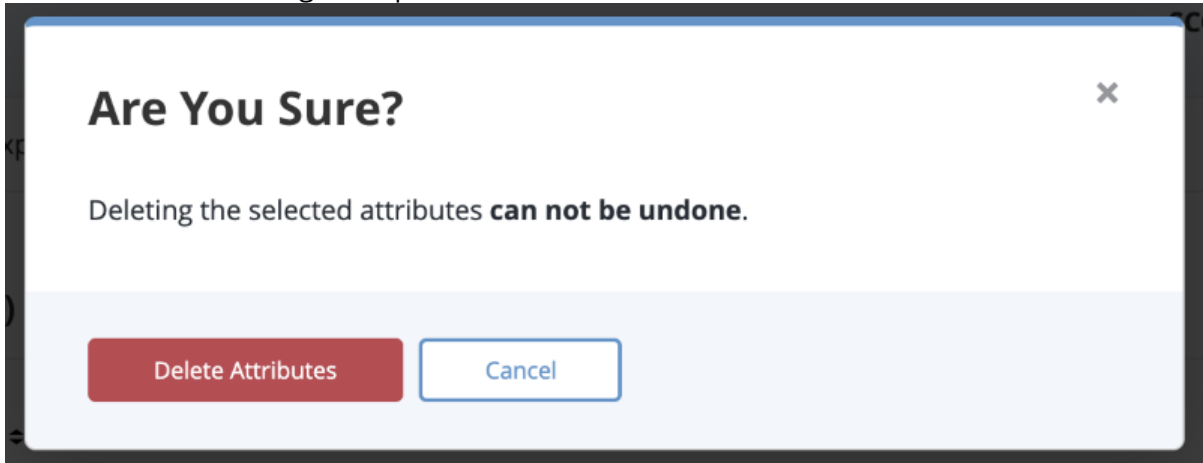 Are You Sure?
Deleting the selected attributes can not be undone.
Delete Attributes
Cancel